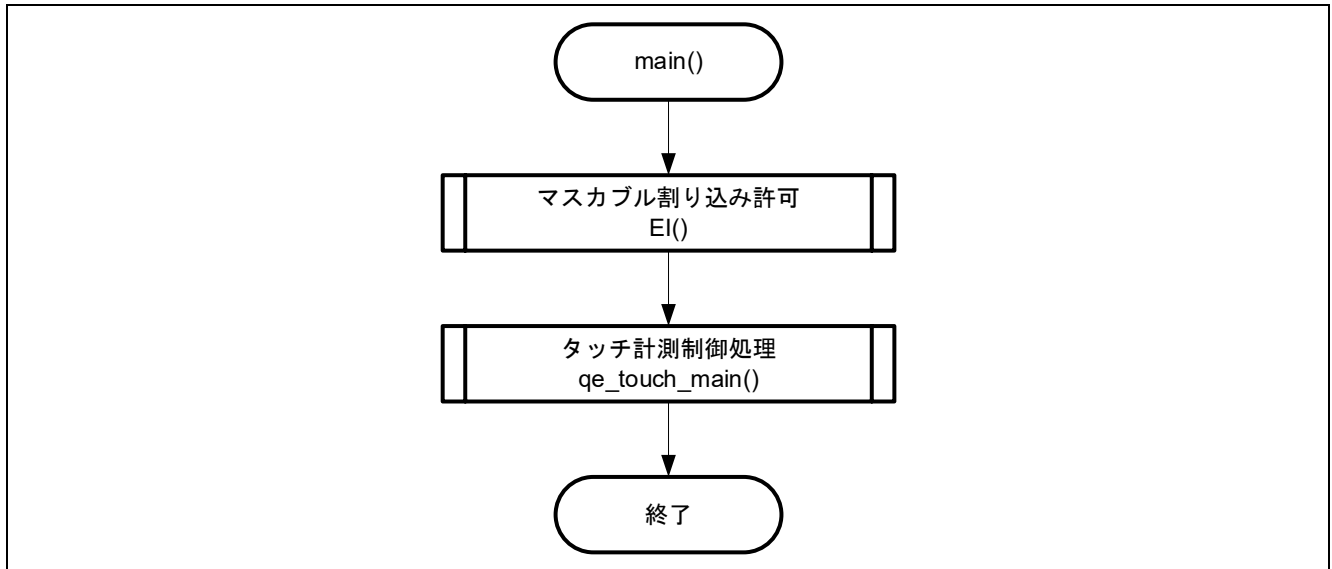 main()
マスカブル割り込み許可
EI()
タッチ計測制御処理
qe_touch_main()
終了